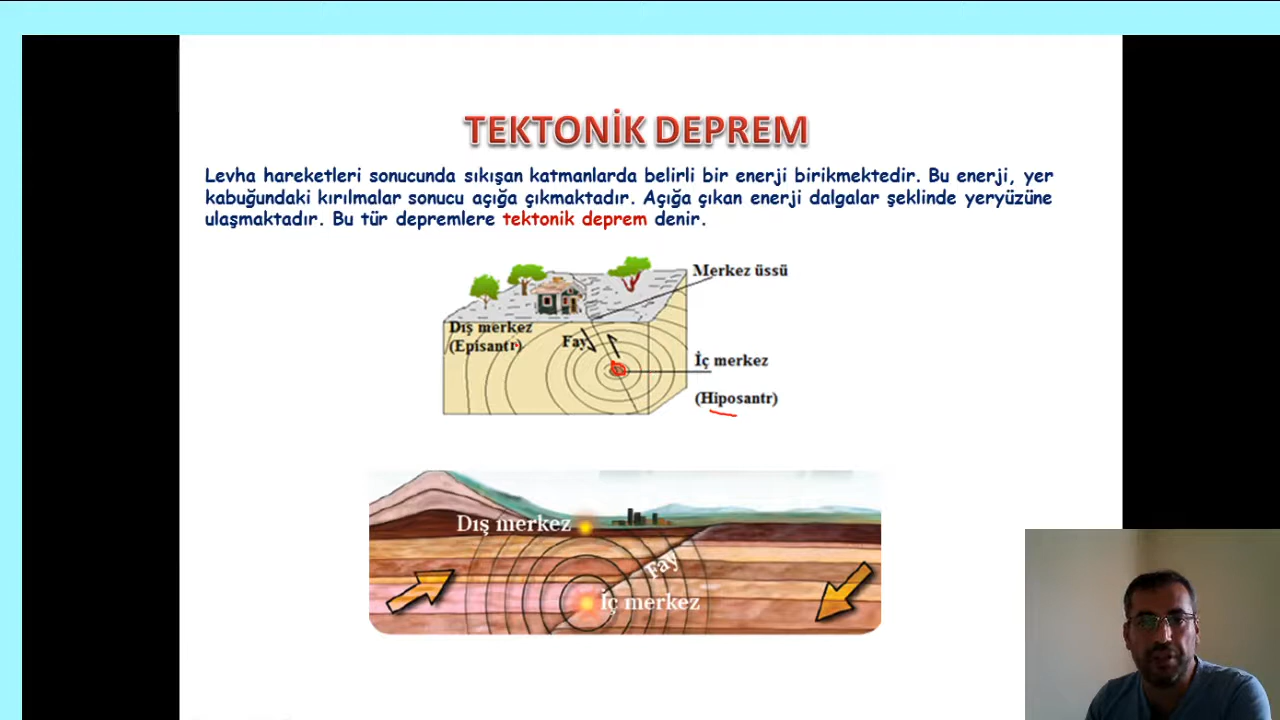 TEKTONİK DEPREM
Levha hareketleri sonucunda sıkışan katmanlarda belirli bir enerji birikmektedir. Bu enerji, yer
kabuğundaki kırılmalar sonucu açığa çıkmaktadır. Açığa çıkan enerji dalgalar şeklinde yeryüzüne
ulaşmaktadır. Bu tür depremlere tektonik deprem denir.
Merkez üssü
Dış merkez
(Episantr)
Fay
İç merkez
(Hiposantr)
Dış merkez
Fay
İç merkez